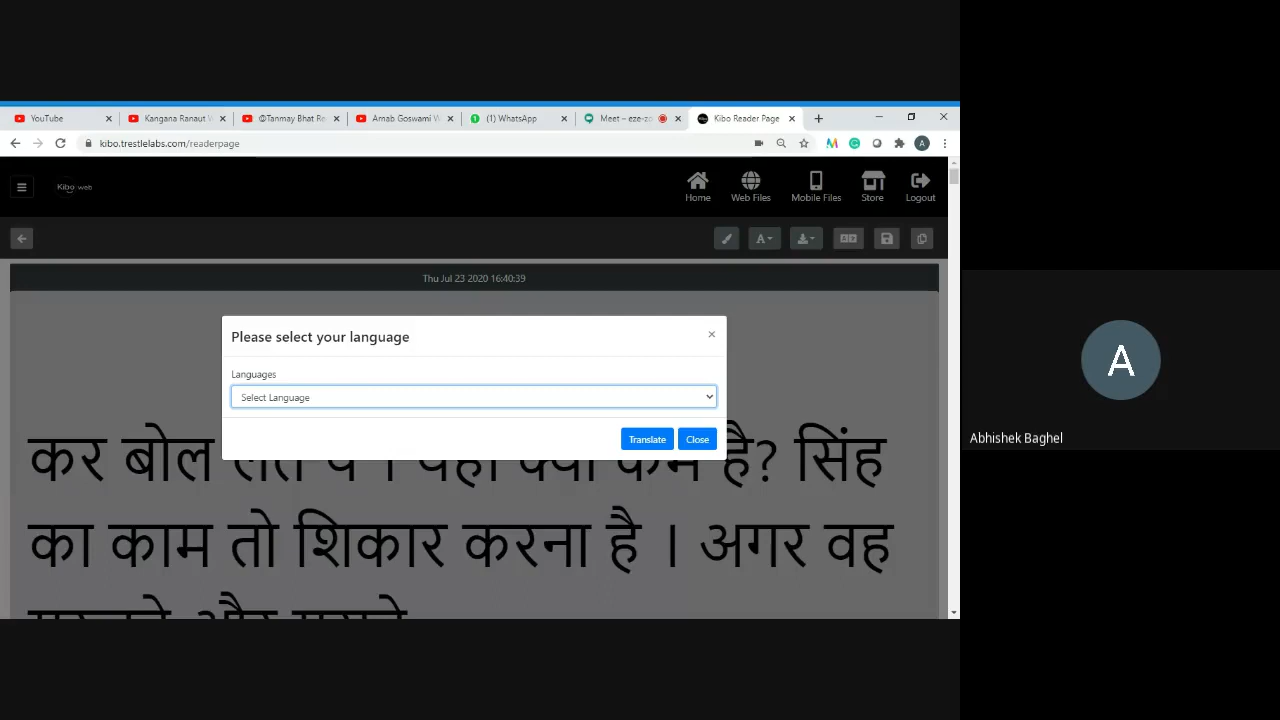 YouTube
Kangana Ranaut V
@Tanmay Bhat Re
Arnab Goswami W
(1) WhatsApp
Meet – eze-zo
Kibo Reader Page
kibo.trestlelabs.com/readerpage
A
Kibo web
Home
Web Files
Mobile Files
Store
Logout
A
Thu Jul 23 2020 16:40:39
Please select your language
Languages
Select Language
Translate
Close
कर बोल है? सिंह
का काम तो शिकार करना है । अगर वह
A
Abhishek Baghel